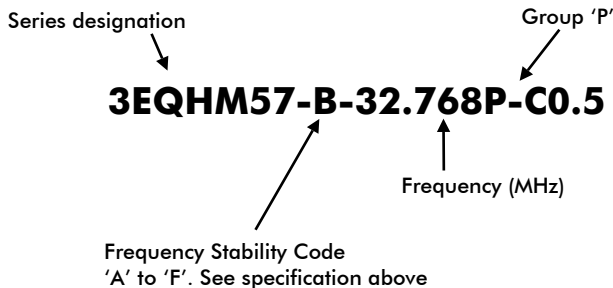 Series designation
Group ‘P’
3EQHM57-B-32.768P-C0.5
Frequency (MHz)
Frequency Stability Code
‘A’ to ‘F’. See specification above